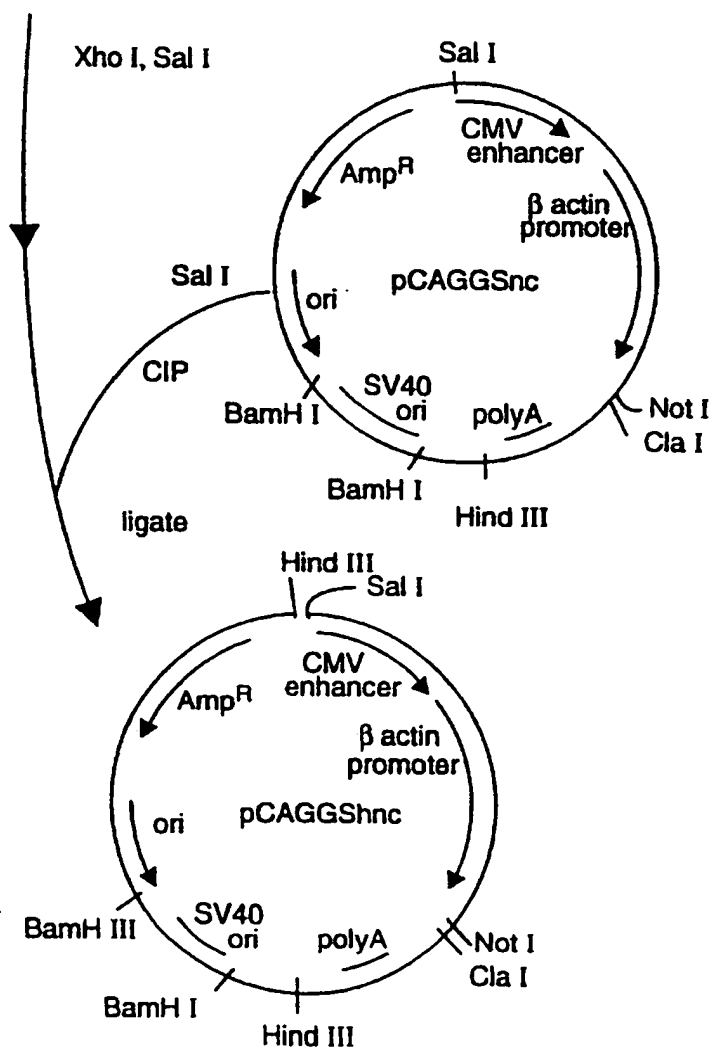 Xho I, Sal I
Sal I
CMV
enhancer
AmpR
β actin
promoter
Sal I
pCAGGSnc
ori
CIP
SV40
ori
BamH I
polyA
Not I
Cla I
BamH I
Hind III
ligate
Hind III
Sal I
CMV
enhancer
AmpR
β actin
promoter
pCAGGShnc
ori
SV40
ori
BamH III
polyA
Not I
Cla I
BamH I
Hind III